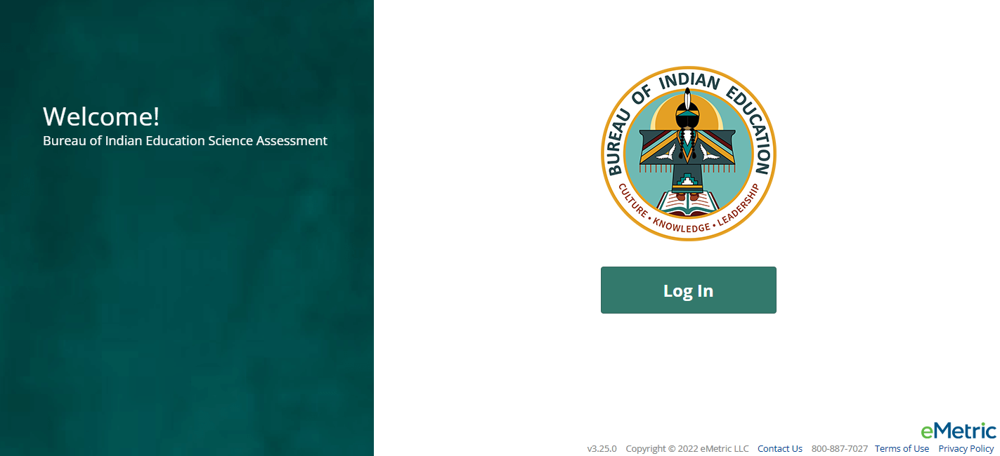 Welcome!
Bureau of Indian Education Science Assessment
BUREAU OF INDIAN EDUCATION
CULTURE • KNOWLEDGE • LEADERSHIP
Log In
eMetric
v3.25.0 Copyright © 2022 eMetric LLC Contact Us 800-887-7027 Terms of Use Privacy Policy